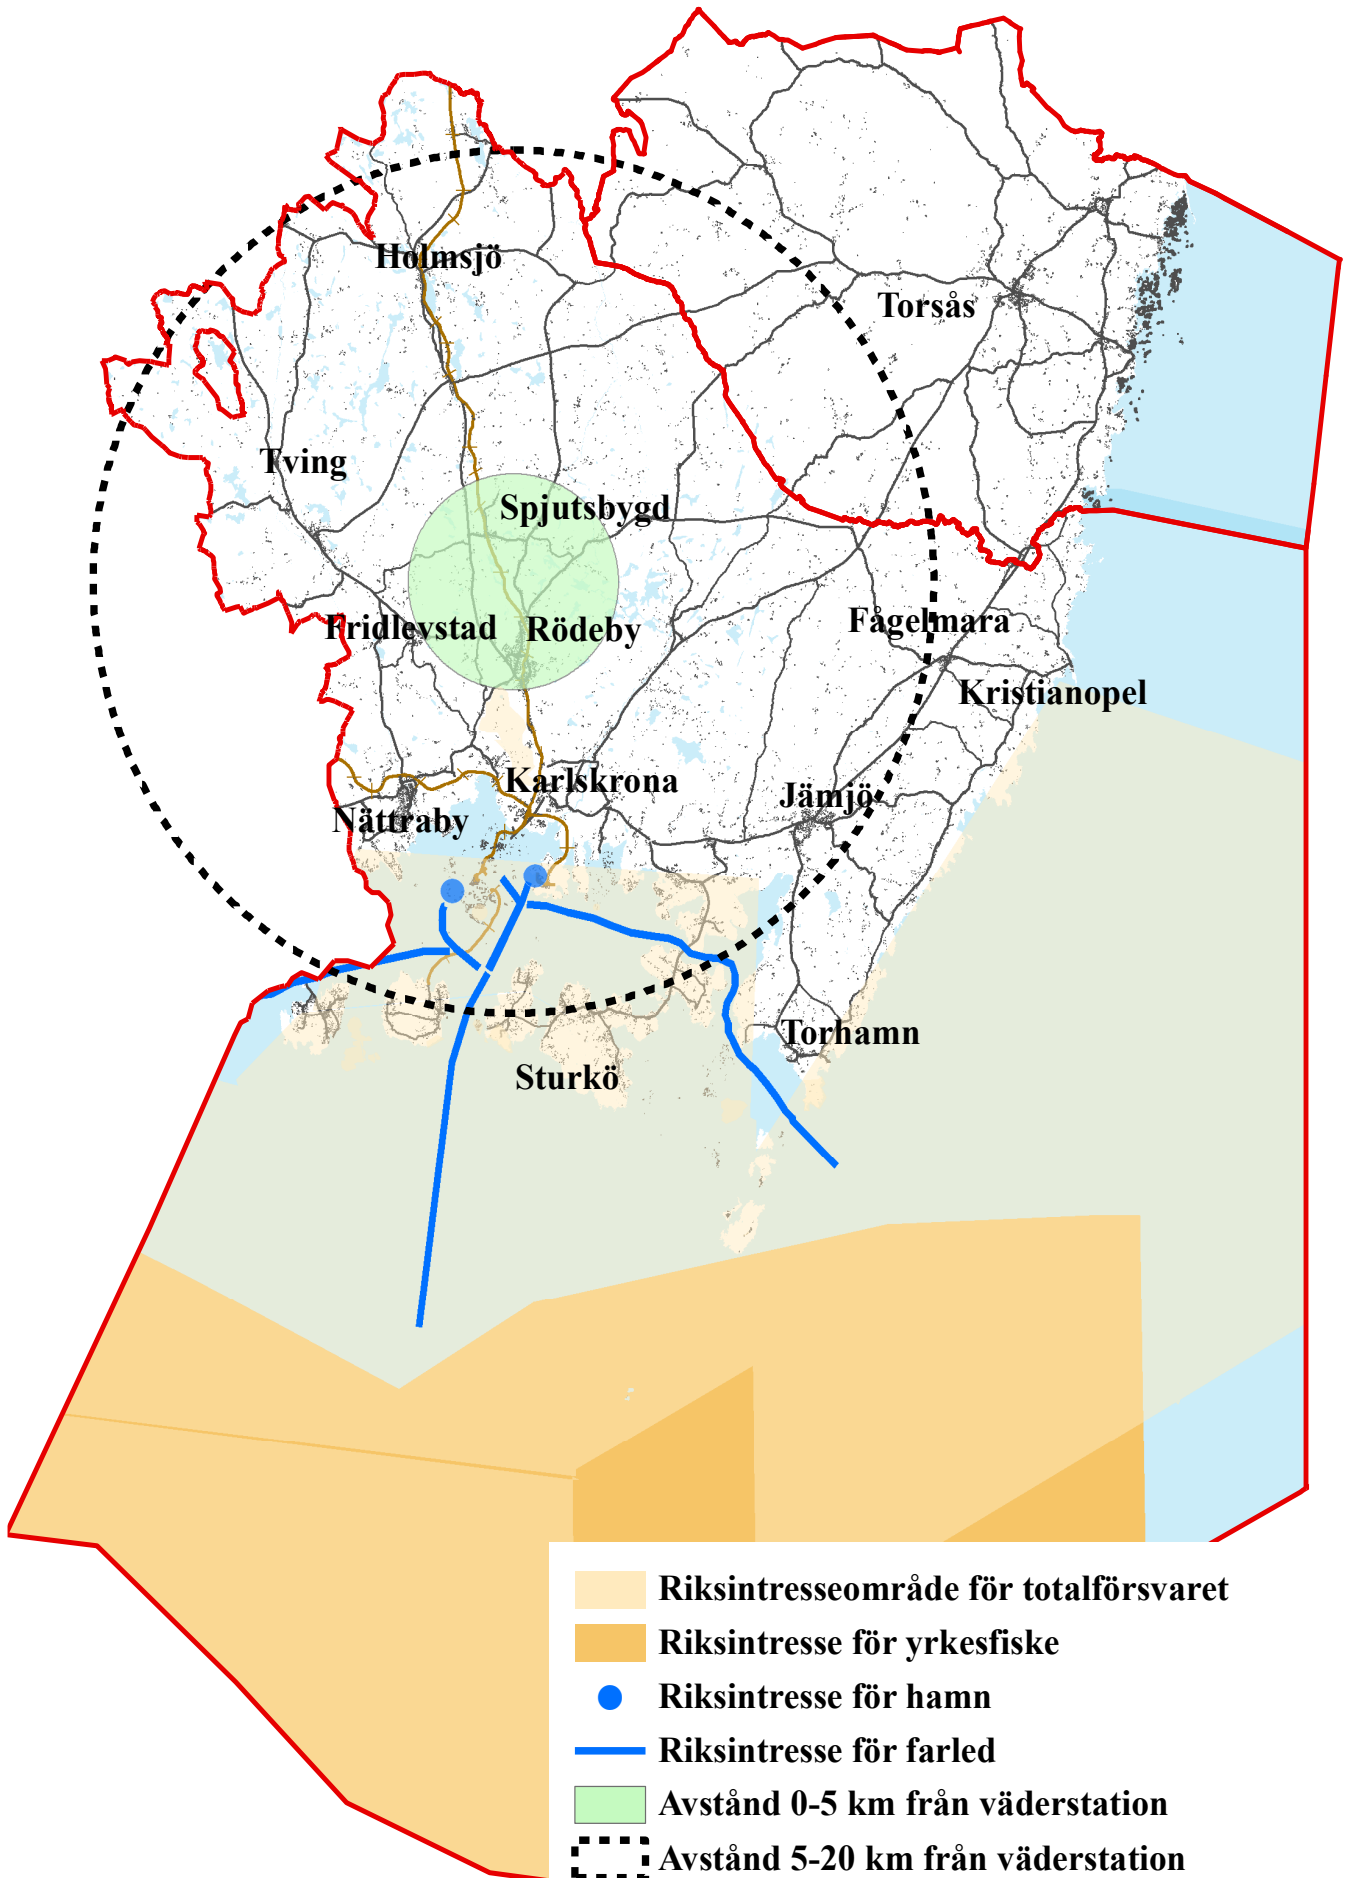 Holmsjö
Torsås
Tving
Spjutsbygd
Fridlevstad
Rödeby
Fågelmara
Kristianopel
Karlskrona
Jämjö
Nättraby
Torhamn
Sturkö
Riksintresseområde för totalförsvaret
Riksintresse för yrkesfiske
Riksintresse för hamn
Riksintresse för farled
Avstånd 0-5 km från väderstation
Avstånd 5-20 km från väderstation